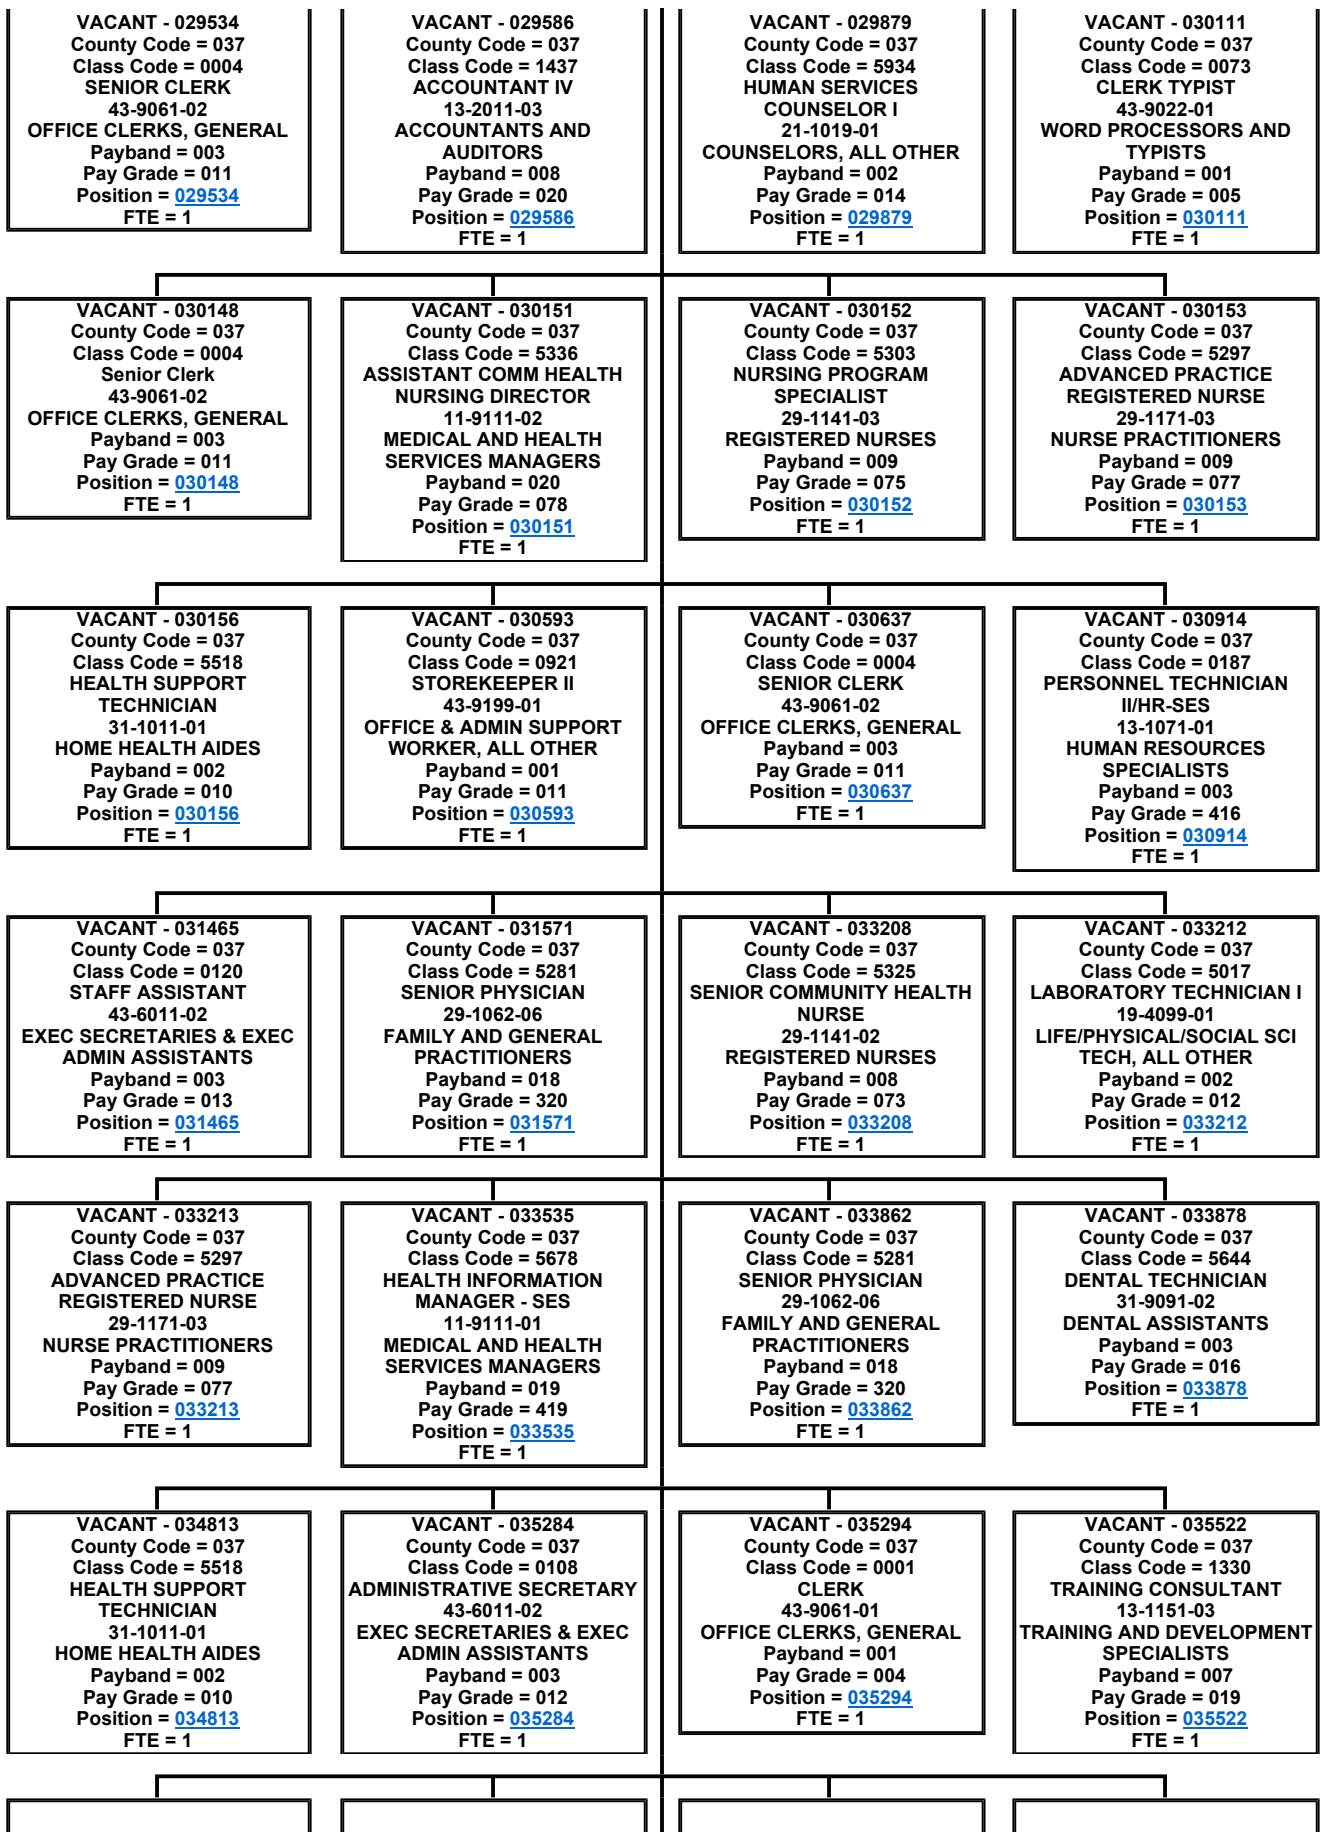 VACANT - 029534
County Code = 037
Class Code = 0004
SENIOR CLERK
43-9061-02
OFFICE CLERKS, GENERAL
Payband = 003
Pay Grade = 011
Position = 029534
FTE = 1
VACANT - 029586
County Code = 037
Class Code = 1437
ACCOUNTANT IV
13-2011-03
ACCOUNTANTS AND
AUDITORS
Payband = 008
Pay Grade = 020
Position = 029586
FTE = 1
VACANT - 029879
County Code = 037
Class Code = 5934
HUMAN SERVICES
COUNSELOR I
21-1019-01
COUNSELORS, ALL OTHER
Payband = 002
Pay Grade = 014
Position = 029879
FTE = 1
VACANT - 030111
County Code = 037
Class Code = 0073
CLERK TYPIST
43-9022-01
WORD PROCESSORS AND
TYPISTS
Payband = 001
Pay Grade = 005
Position = 030111
FTE = 1
VACANT - 030148
County Code = 037
Class Code = 0004
Senior Clerk
43-9061-02
OFFICE CLERKS, GENERAL
Payband = 003
Pay Grade = 011
Position = 030148
FTE = 1
VACANT - 030151
County Code = 037
Class Code = 5336
ASSISTANT COMM HEALTH
NURSING DIRECTOR
11-9111-02
MEDICAL AND HEALTH
SERVICES MANAGERS
Payband = 020
Pay Grade = 078
Position = 030151
FTE = 1
VACANT - 030152
County Code = 037
Class Code = 5303
NURSING PROGRAM
SPECIALIST
29-1141-03
REGISTERED NURSES
Payband = 009
Pay Grade = 075
Position = 030152
FTE = 1
VACANT - 030153
County Code = 037
Class Code = 5297
ADVANCED PRACTICE
REGISTERED NURSE
29-1171-03
NURSE PRACTITIONERS
Payband = 009
Pay Grade = 077
Position = 030153
FTE = 1
VACANT - 030156
County Code = 037
Class Code = 5518
HEALTH SUPPORT
TECHNICIAN
31-1011-01
HOME HEALTH AIDES
Payband = 002
Pay Grade = 010
Position = 030156
FTE = 1
VACANT - 030593
County Code = 037
Class Code = 0921
STOREKEEPER II
43-9199-01
OFFICE & ADMIN SUPPORT
WORKER, ALL OTHER
Payband = 001
Pay Grade = 011
Position = 030593
FTE = 1
VACANT - 030637
County Code = 037
Class Code = 0004
SENIOR CLERK
43-9061-02
OFFICE CLERKS, GENERAL
Payband = 003
Pay Grade = 011
Position = 030637
FTE = 1
VACANT - 030914
County Code = 037
Class Code = 0187
PERSONNEL TECHNICIAN
II/HR-SES
13-1071-01
HUMAN RESOURCES
SPECIALISTS
Payband = 003
Pay Grade = 416
Position = 030914
FTE = 1
VACANT - 031465
County Code = 037
Class Code = 0120
STAFF ASSISTANT
43-6011-02
EXEC SECRETARIES & EXEC
ADMIN ASSISTANTS
Payband = 003
Pay Grade = 013
Position = 031465
FTE = 1
VACANT - 031571
County Code = 037
Class Code = 5281
SENIOR PHYSICIAN
29-1062-06
FAMILY AND GENERAL
PRACTITIONERS
Payband = 018
Pay Grade = 320
Position = 031571
FTE = 1
VACANT - 033208
County Code = 037
Class Code = 5325
SENIOR COMMUNITY HEALTH
NURSE
29-1141-02
REGISTERED NURSES
Payband = 008
Pay Grade = 073
Position = 033208
FTE = 1
VACANT - 033212
County Code = 037
Class Code = 5017
LABORATORY TECHNICIAN I
19-4099-01
LIFE/PHYSICAL/SOCIAL SCI
TECH, ALL OTHER
Payband = 002
Pay Grade = 012
Position = 033212
FTE = 1
VACANT - 033213
County Code = 037
Class Code = 5297
ADVANCED PRACTICE
REGISTERED NURSE
29-1171-03
NURSE PRACTITIONERS
Payband = 009
Pay Grade = 077
Position = 033213
FTE = 1
VACANT - 033535
County Code = 037
Class Code = 5678
HEALTH INFORMATION
MANAGER - SES
11-9111-01
MEDICAL AND HEALTH
SERVICES MANAGERS
Payband = 019
Pay Grade = 419
Position = 033535
FTE = 1
VACANT - 033862
County Code = 037
Class Code = 5281
SENIOR PHYSICIAN
29-1062-06
FAMILY AND GENERAL
PRACTITIONERS
Payband = 018
Pay Grade = 320
Position = 033862
FTE = 1
VACANT - 033878
County Code = 037
Class Code = 5644
DENTAL TECHNICIAN
31-9091-02
DENTAL ASSISTANTS
Payband = 003
Pay Grade = 016
Position = 033878
FTE = 1
VACANT - 034813
County Code = 037
Class Code = 5518
HEALTH SUPPORT
TECHNICIAN
31-1011-01
HOME HEALTH AIDES
Payband = 002
Pay Grade = 010
Position = 034813
FTE = 1
VACANT - 035284
County Code = 037
Class Code = 0108
ADMINISTRATIVE SECRETARY
43-6011-02
EXEC SECRETARIES & EXEC
ADMIN ASSISTANTS
Payband = 003
Pay Grade = 012
Position = 035284
FTE = 1
VACANT - 035294
County Code = 037
Class Code = 0001
CLERK
43-9061-01
OFFICE CLERKS, GENERAL
Payband = 001
Pay Grade = 004
Position = 035294
FTE = 1
VACANT - 035522
County Code = 037
Class Code = 1330
TRAINING CONSULTANT
13-1151-03
TRAINING AND DEVELOPMENT
SPECIALISTS
Payband = 007
Pay Grade = 019
Position = 035522
FTE = 1